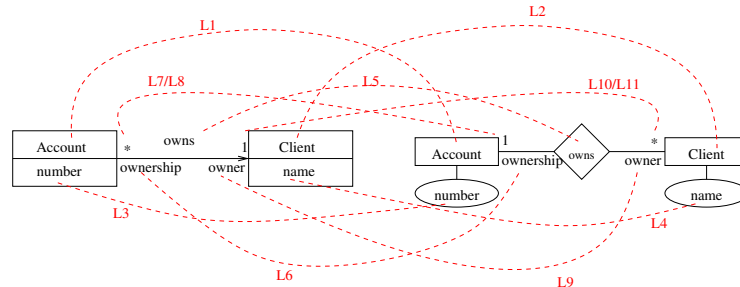 L1
L2
L7/L8
L5
L10/L11
Account
*
owns
1
Client
number
ownership
owner
name
Account
1
ownership
owns
*
owner
Client
number
name
L3
L4
L6
L9